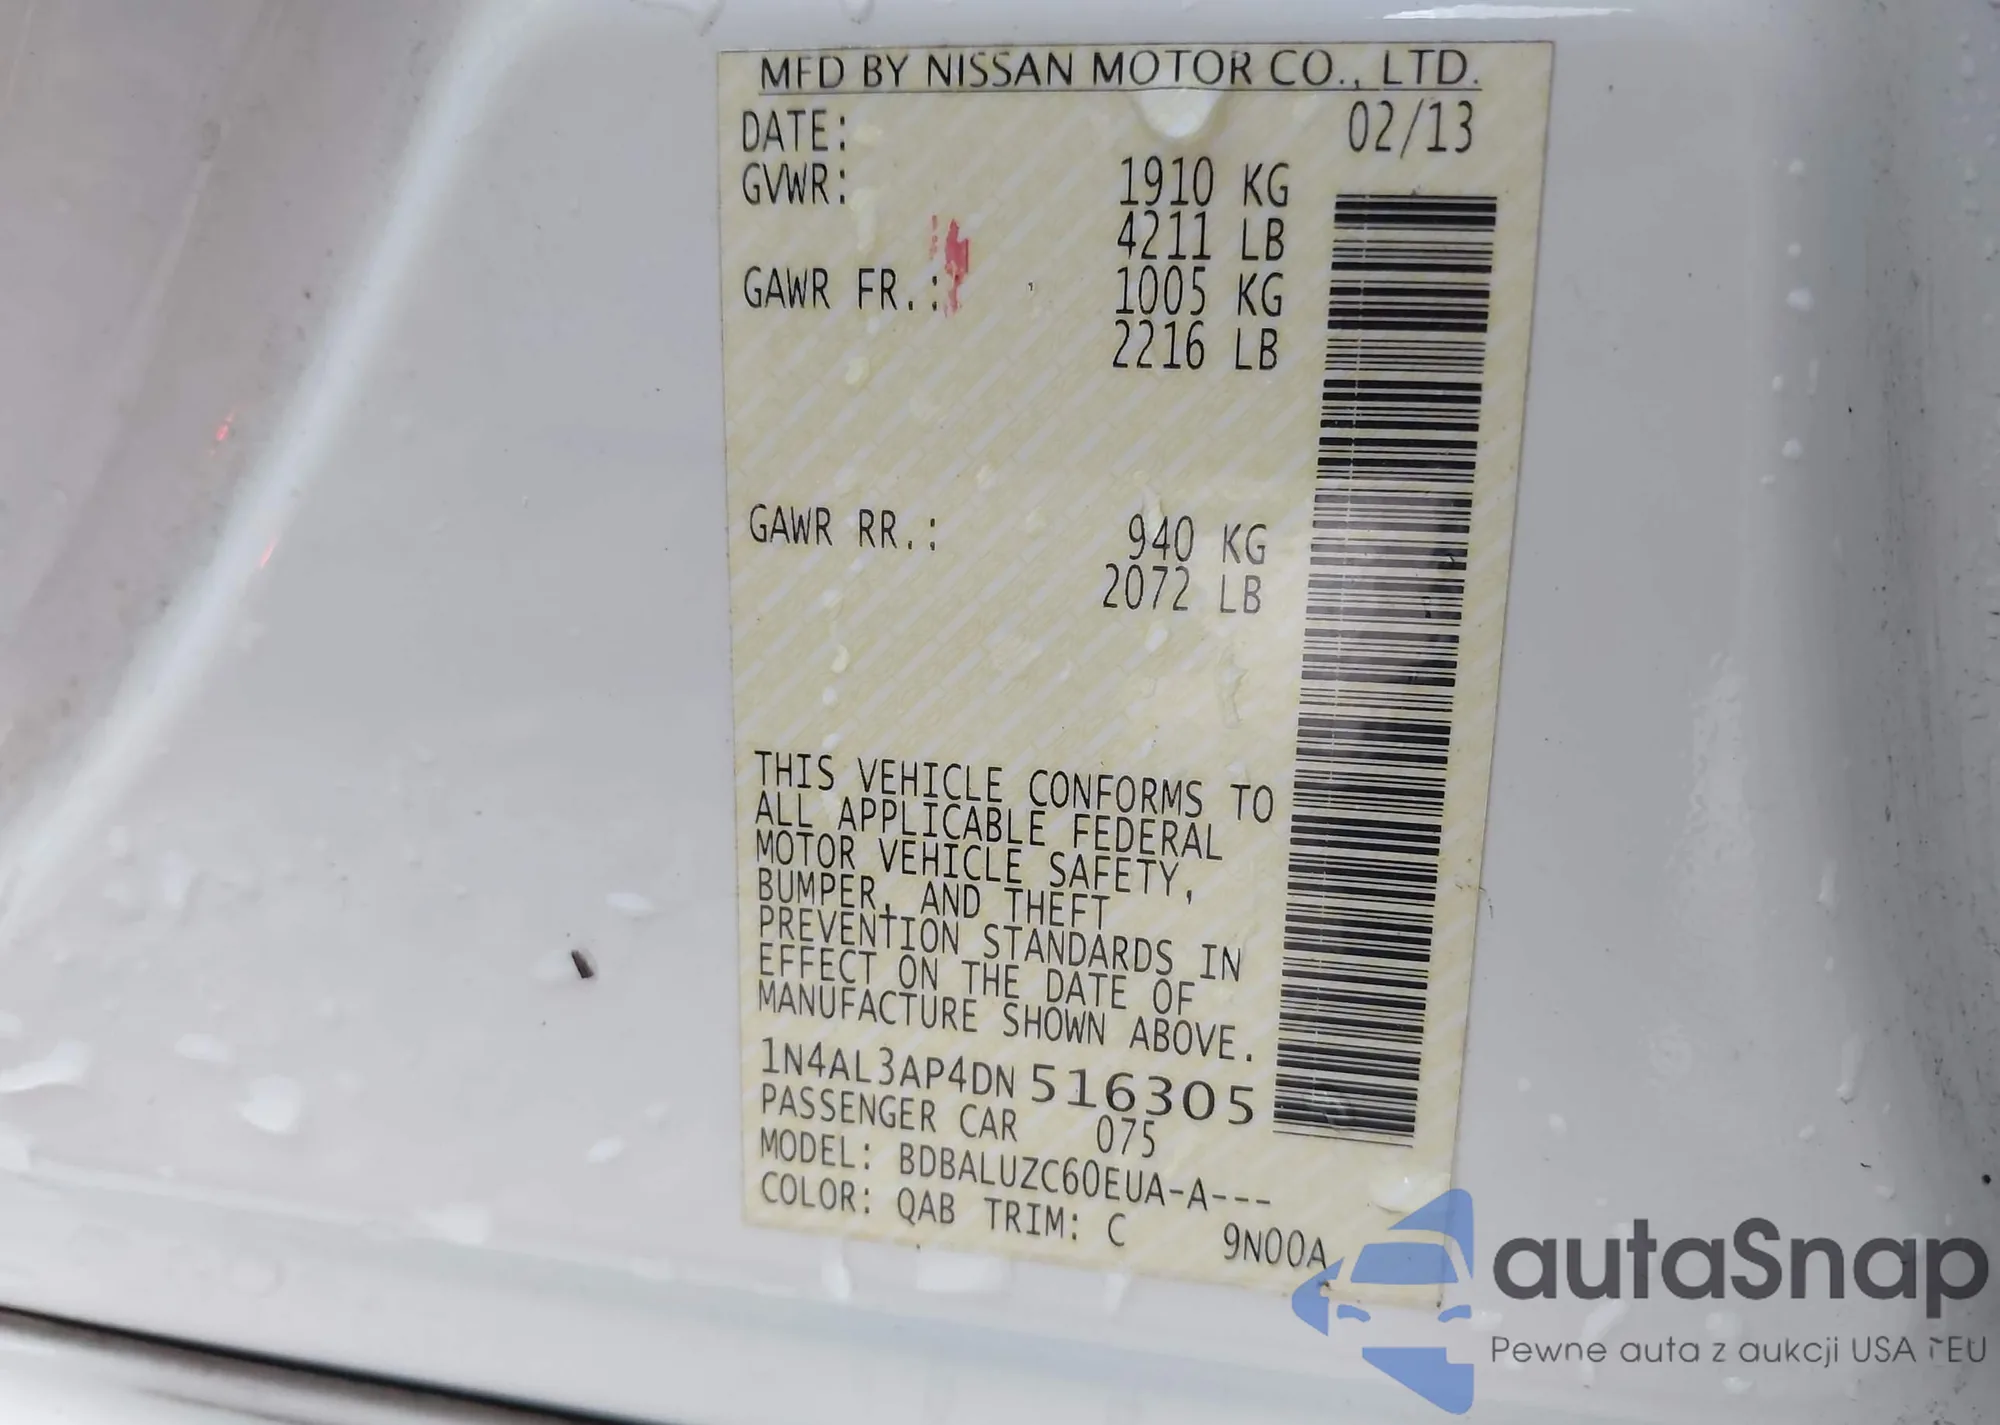 MFD BY NISSAN MOTOR CO., LTD.
DATE: 02/13
GVWR: 1910 KG
4211 LB
GAWR FR.: 1005 KG
2216 LB
GAWR RR.: 940 KG
2072 LB
THIS VEHICLE CONFORMS TO
ALL APPLICABLE FEDERAL
MOTOR VEHICLE SAFETY,
BUMPER, AND THEFT
PREVENTION STANDARDS IN
EFFECT ON THE DATE OF
MANUFACTURE SHOWN ABOVE.
1N4AL3AP4DN 516305
PASSENGER CAR 075
MODEL: BDBALUZC60EUA-A---
COLOR: QAB TRIM: C 9N00A
autaSnap
Pewne auta z aukcji USA i EU